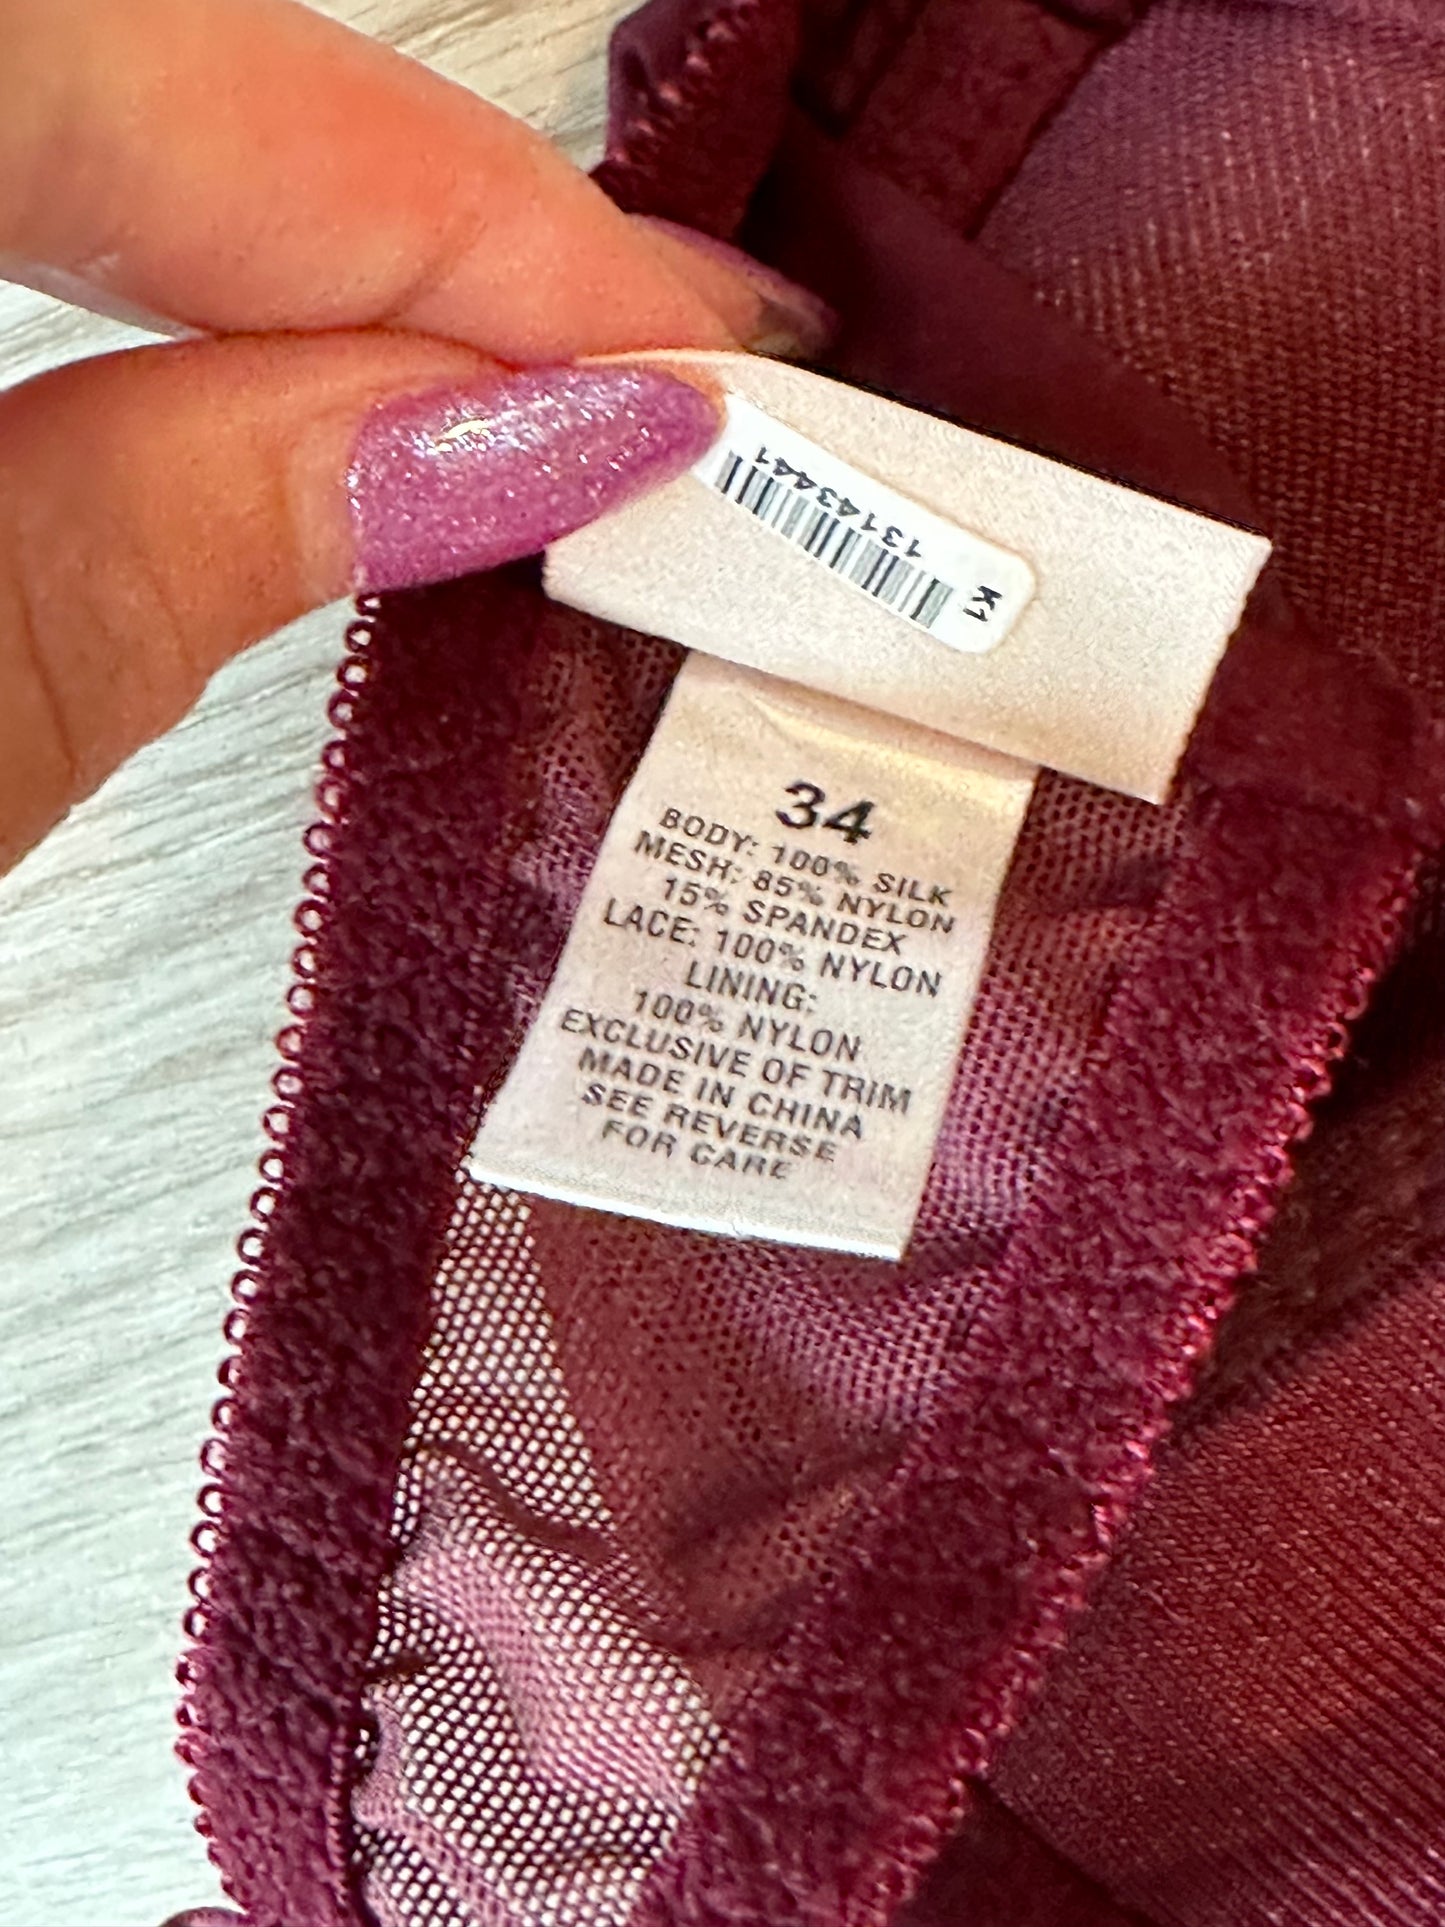 13143441
K1
34
BODY: 100% SILK
MESH: 85% NYLON
15% SPANDEX
LACE: 100% NYLON
LINING:
100% NYLON
EXCLUSIVE OF TRIM
MADE IN CHINA
SEE REVERSE
FOR CARE